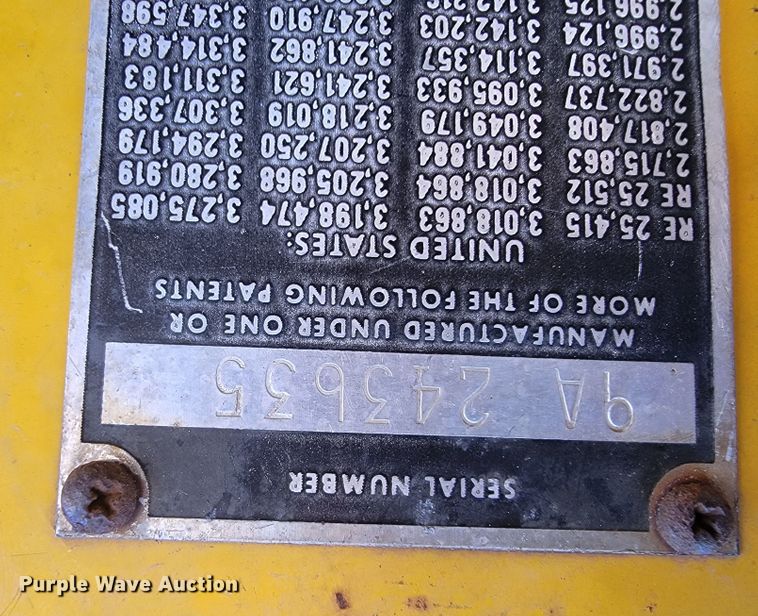 SERIAL NUMBER
6A 243635
MANUFACTURED UNDER ONE OR
MORE OF THE FOLLOWING PATENTS
UNITED STATES:
RE 25,415 3,018,863 3,198,474 3,275,085
RE 25,512 3,018,864 3,205,968 3,280,919
2,715,863 3,041,884 3,207,250 3,294,179
2,817,408 3,049,179 3,218,019 3,307,336
2,822,737 3,095,933 3,241,621 3,311,183
2,971,397 3,114,357 3,241,862 3,314,484
2,996,124 3,142,203 3,247,910 3,347,598
2,996,125
Purple Wave Auction